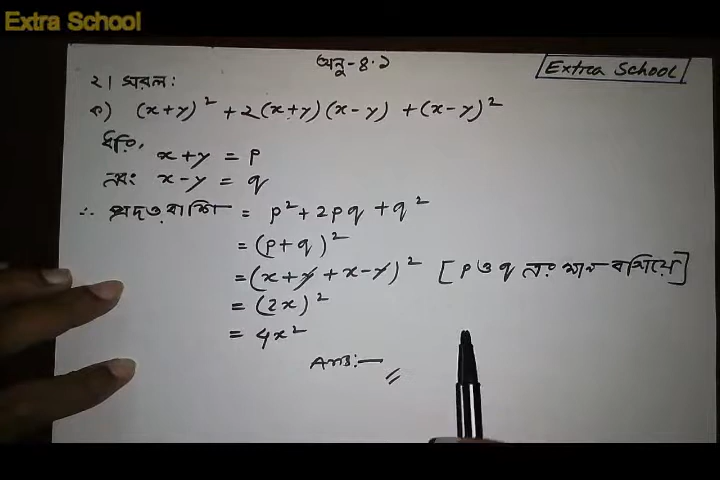 Extra School
অনু-৪.১
Extra School
২। সরল:
ক) (x+y)² + 2(x+y)(x-y) + (x-y)²
ধরি,
x+y = p
এবং x-y = q
∴ প্রদত্ত রাশি = p² + 2pq + q²
= (p+q)²
= (x+y+x-y)² [p ও q এর মান বসিয়ে]
= (2x)²
= 4x²
Ans:—